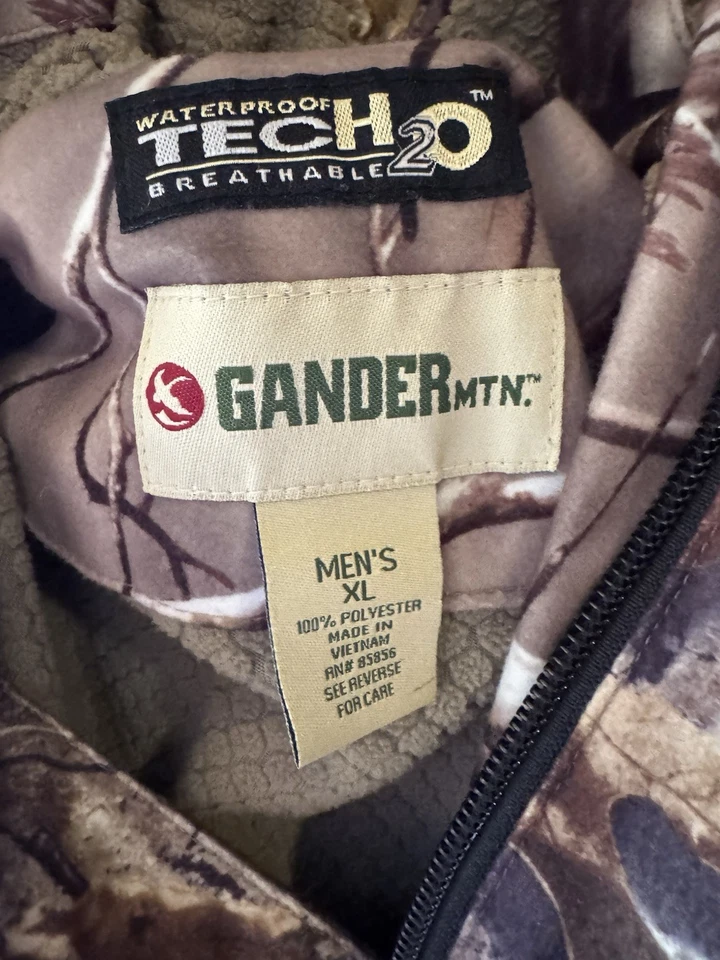 WATERPROOF
TECH2O™
BREATHABLE
GANDER MTN.™
MEN'S
XL
100% POLYESTER
MADE IN
VIETNAM
RN# 85856
SEE REVERSE
FOR CARE